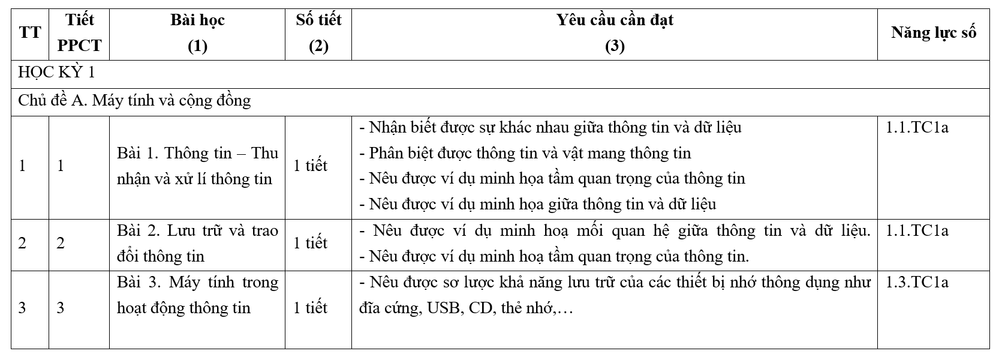 TT
Tiết PPCT
Bài học (1)
Số tiết (2)
Yêu cầu cần đạt (3)
Năng lực số
HỌC KỲ 1
Chủ đề A. Máy tính và cộng đồng
1
1
Bài 1. Thông tin – Thu
nhận và xử lí thông tin
1 tiết
- Nhận biết được sự khác nhau giữa thông tin và dữ liệu
- Phân biệt được thông tin và vật mang thông tin
- Nêu được ví dụ minh họa tầm quan trọng của thông tin
- Nêu được ví dụ minh họa giữa thông tin và dữ liệu
1.1.TC1a
2
2
Bài 2. Lưu trữ và trao
đổi thông tin
1 tiết
- Nêu được ví dụ minh hoạ mối quan hệ giữa thông tin và dữ liệu.
- Nêu được ví dụ minh hoạ tầm quan trọng của thông tin.
1.1.TC1a
3
3
Bài 3. Máy tính trong
hoạt động thông tin
1 tiết
- Nêu được sơ lược khả năng lưu trữ của các thiết bị nhớ thông dụng như
đĩa cứng, USB, CD, thẻ nhớ,…
1.3.TC1a